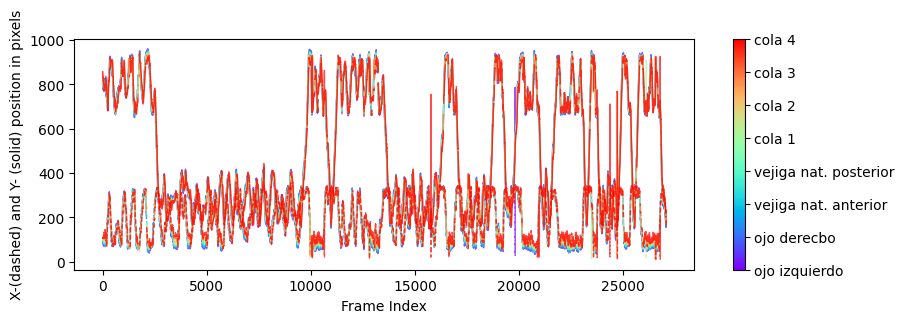 X-(dashed) and Y- (solid) position in pixels
1000
800
600
400
200
0
0
5000
10000
15000
20000
25000
Frame Index
cola 4
cola 3
cola 2
cola 1
vejiga nat. posterior
vejiga nat. anterior
ojo derecbo
ojo izquierdo